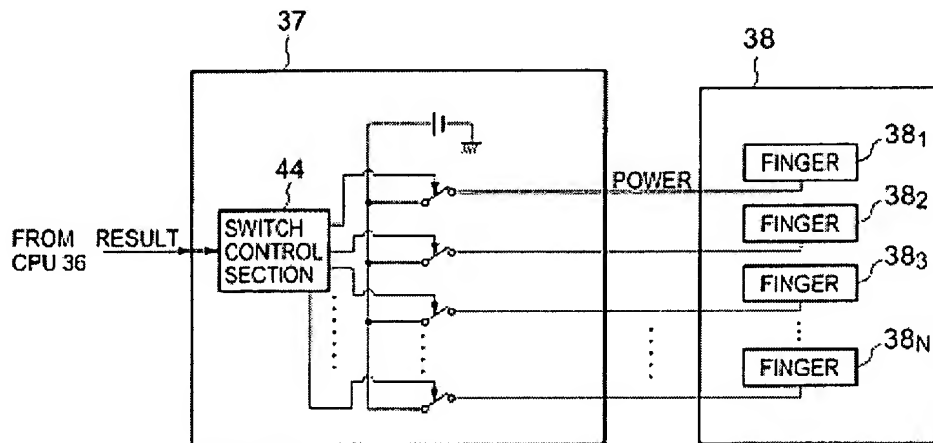 37
38
44
FROM CPU 36
RESULT
SWITCH
CONTROL
SECTION
POWER
FINGER
38₁
FINGER
38₂
FINGER
38₃
FINGER
38N